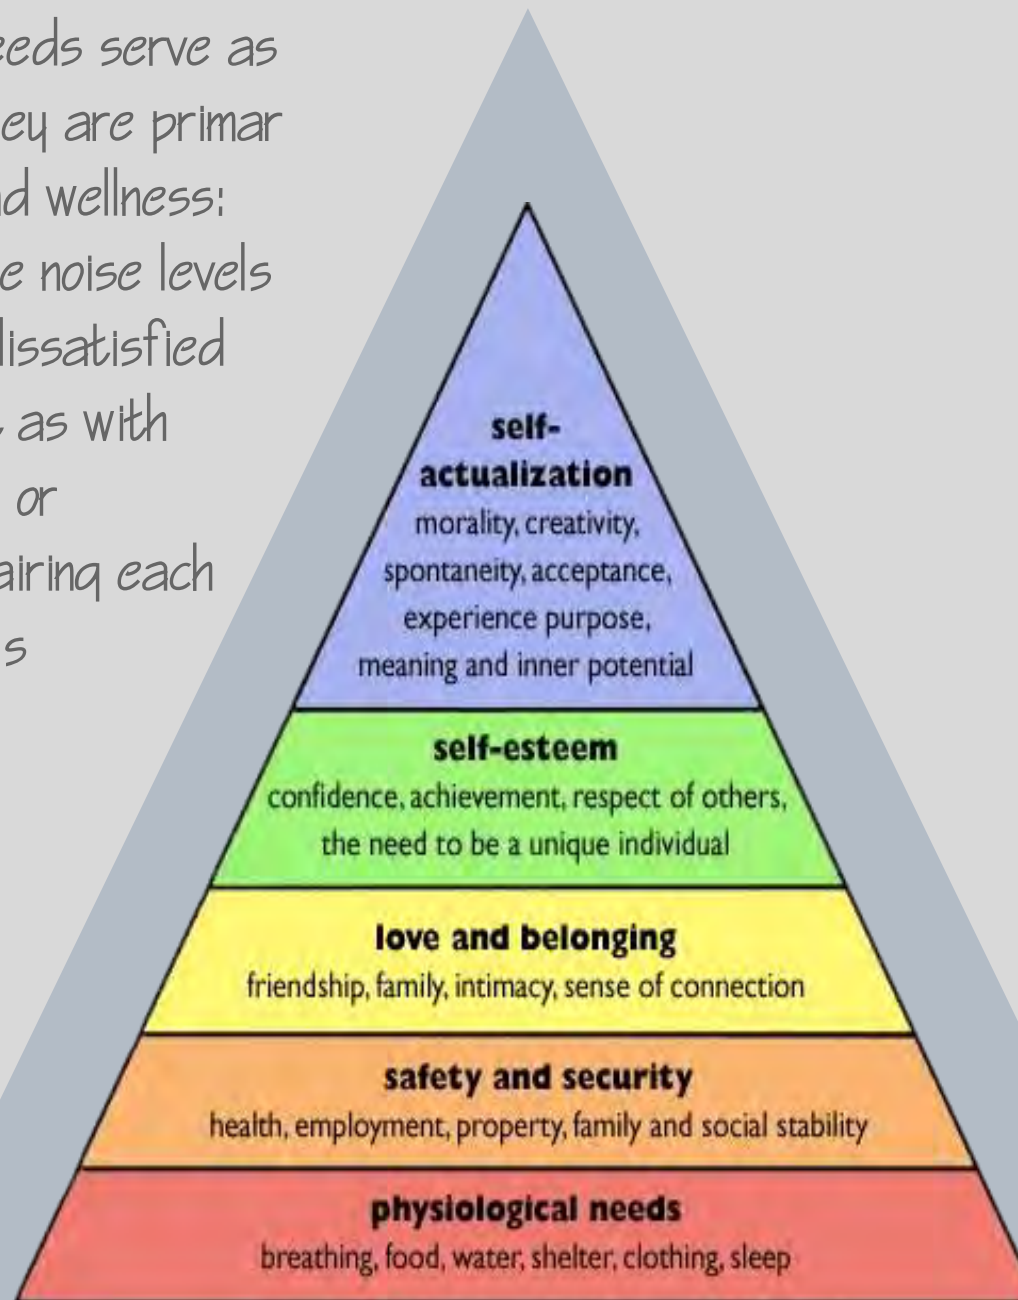 eeds serve as
ey are primar
nd wellness:
e noise levels
dissatisfied
as with
or
airing each
s
self-
actualization
morality, creativity,
spontaneity, acceptance,
experience purpose,
meaning and inner potential
self-esteem
confidence, achievement, respect of others,
the need to be a unique individual
love and belonging
friendship, family, intimacy, sense of connection
safety and security
health, employment, property, family and social stability
physiological needs
breathing, food, water, shelter, clothing, sleep